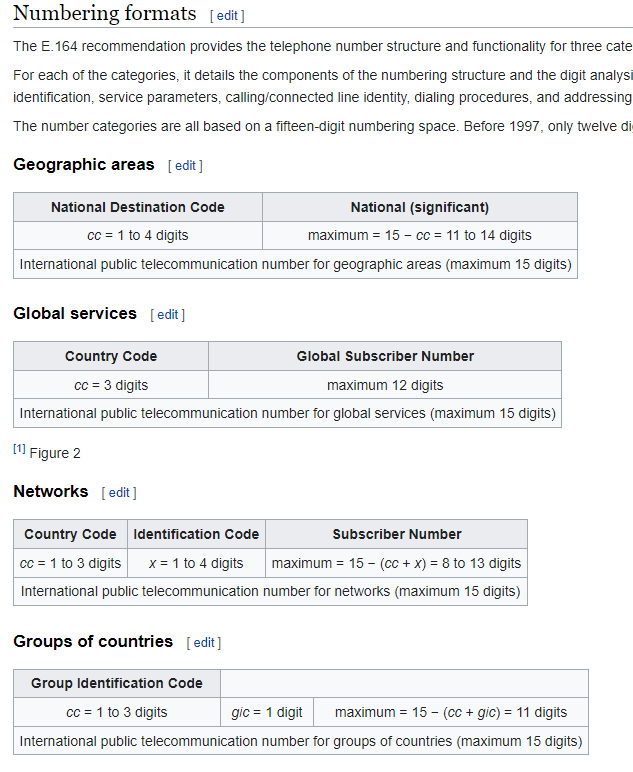 Numbering formats [ edit ]
The E.164 recommendation provides the telephone number structure and functionality for three cate
For each of the categories, it details the components of the numbering structure and the digit analysi
identification, service parameters, calling/connected line identity, dialing procedures, and addressing
The number categories are all based on a fifteen-digit numbering space. Before 1997, only twelve di
Geographic areas [ edit ]
National Destination Code National (significant)
cc = 1 to 4 digits maximum = 15 − cc = 11 to 14 digits
International public telecommunication number for geographic areas (maximum 15 digits)
Global services [ edit ]
Country Code Global Subscriber Number
cc = 3 digits maximum 12 digits
International public telecommunication number for global services (maximum 15 digits)
[1] Figure 2
Networks [ edit ]
Country Code Identification Code Subscriber Number
cc = 1 to 3 digits x = 1 to 4 digits maximum = 15 − (cc + x) = 8 to 13 digits
International public telecommunication number for networks (maximum 15 digits)
Groups of countries [ edit ]
Group Identification Code
cc = 1 to 3 digits gic = 1 digit maximum = 15 − (cc + gic) = 11 digits
International public telecommunication number for groups of countries (maximum 15 digits)